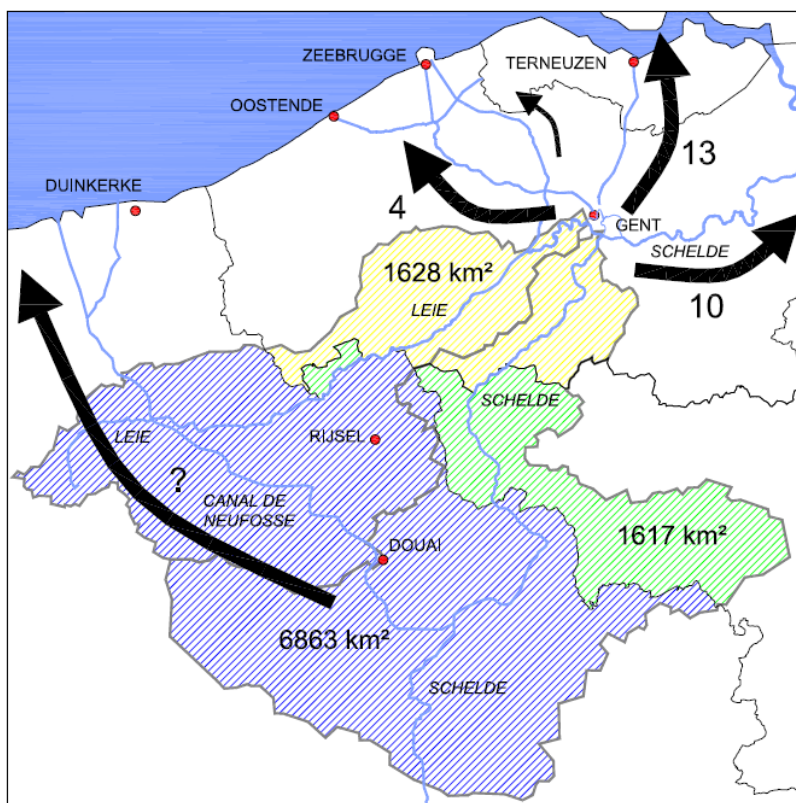 ZEEBRUGGE
TERNEUZEN
OOSTENDE
13
DUINKERKE
4
GENT
SCHELDE
1628 km²
10
LEIE
SCHELDE
LEIE
RIJSEL
?
CANAL DE
NEUFOSSE
1617 km²
DOUAI
6863 km²
SCHELDE